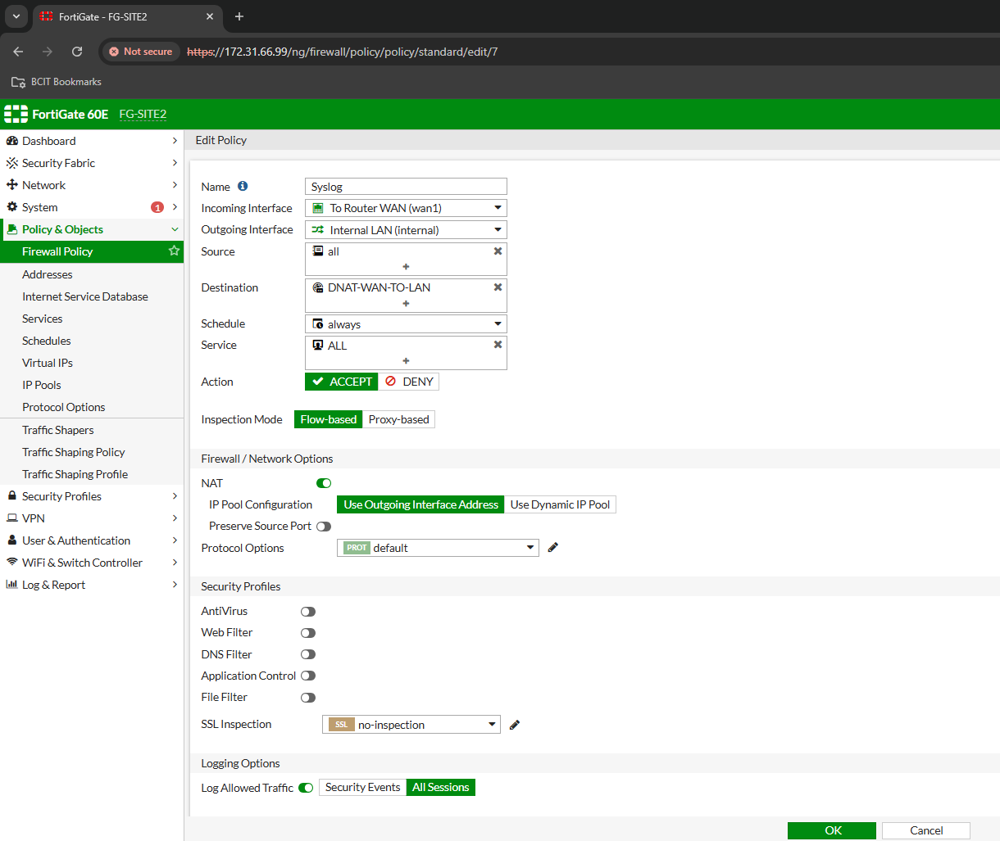 FortiGate - FG-SITE2
Not secure https://172.31.66.99/ng/firewall/policy/policy/standard/edit/7
BCIT Bookmarks
FortiGate 60E FG-SITE2
Dashboard
Security Fabric
Network
System 1
Policy & Objects
Firewall Policy
Addresses
Internet Service Database
Services
Schedules
Virtual IPs
IP Pools
Protocol Options
Traffic Shapers
Traffic Shaping Policy
Traffic Shaping Profile
Security Profiles
VPN
User & Authentication
WiFi & Switch Controller
Log & Report
Edit Policy
Name Syslog
Incoming Interface To Router WAN (wan1)
Outgoing Interface Internal LAN (internal)
Source all
Destination DNAT-WAN-TO-LAN
Schedule always
Service ALL
Action ACCEPT DENY
Inspection Mode Flow-based Proxy-based
Firewall / Network Options
NAT
IP Pool Configuration Use Outgoing Interface Address Use Dynamic IP Pool
Preserve Source Port
Protocol Options PROT default
Security Profiles
AntiVirus
Web Filter
DNS Filter
Application Control
File Filter
SSL Inspection SSL no-inspection
Logging Options
Log Allowed Traffic Security Events All Sessions
OK Cancel